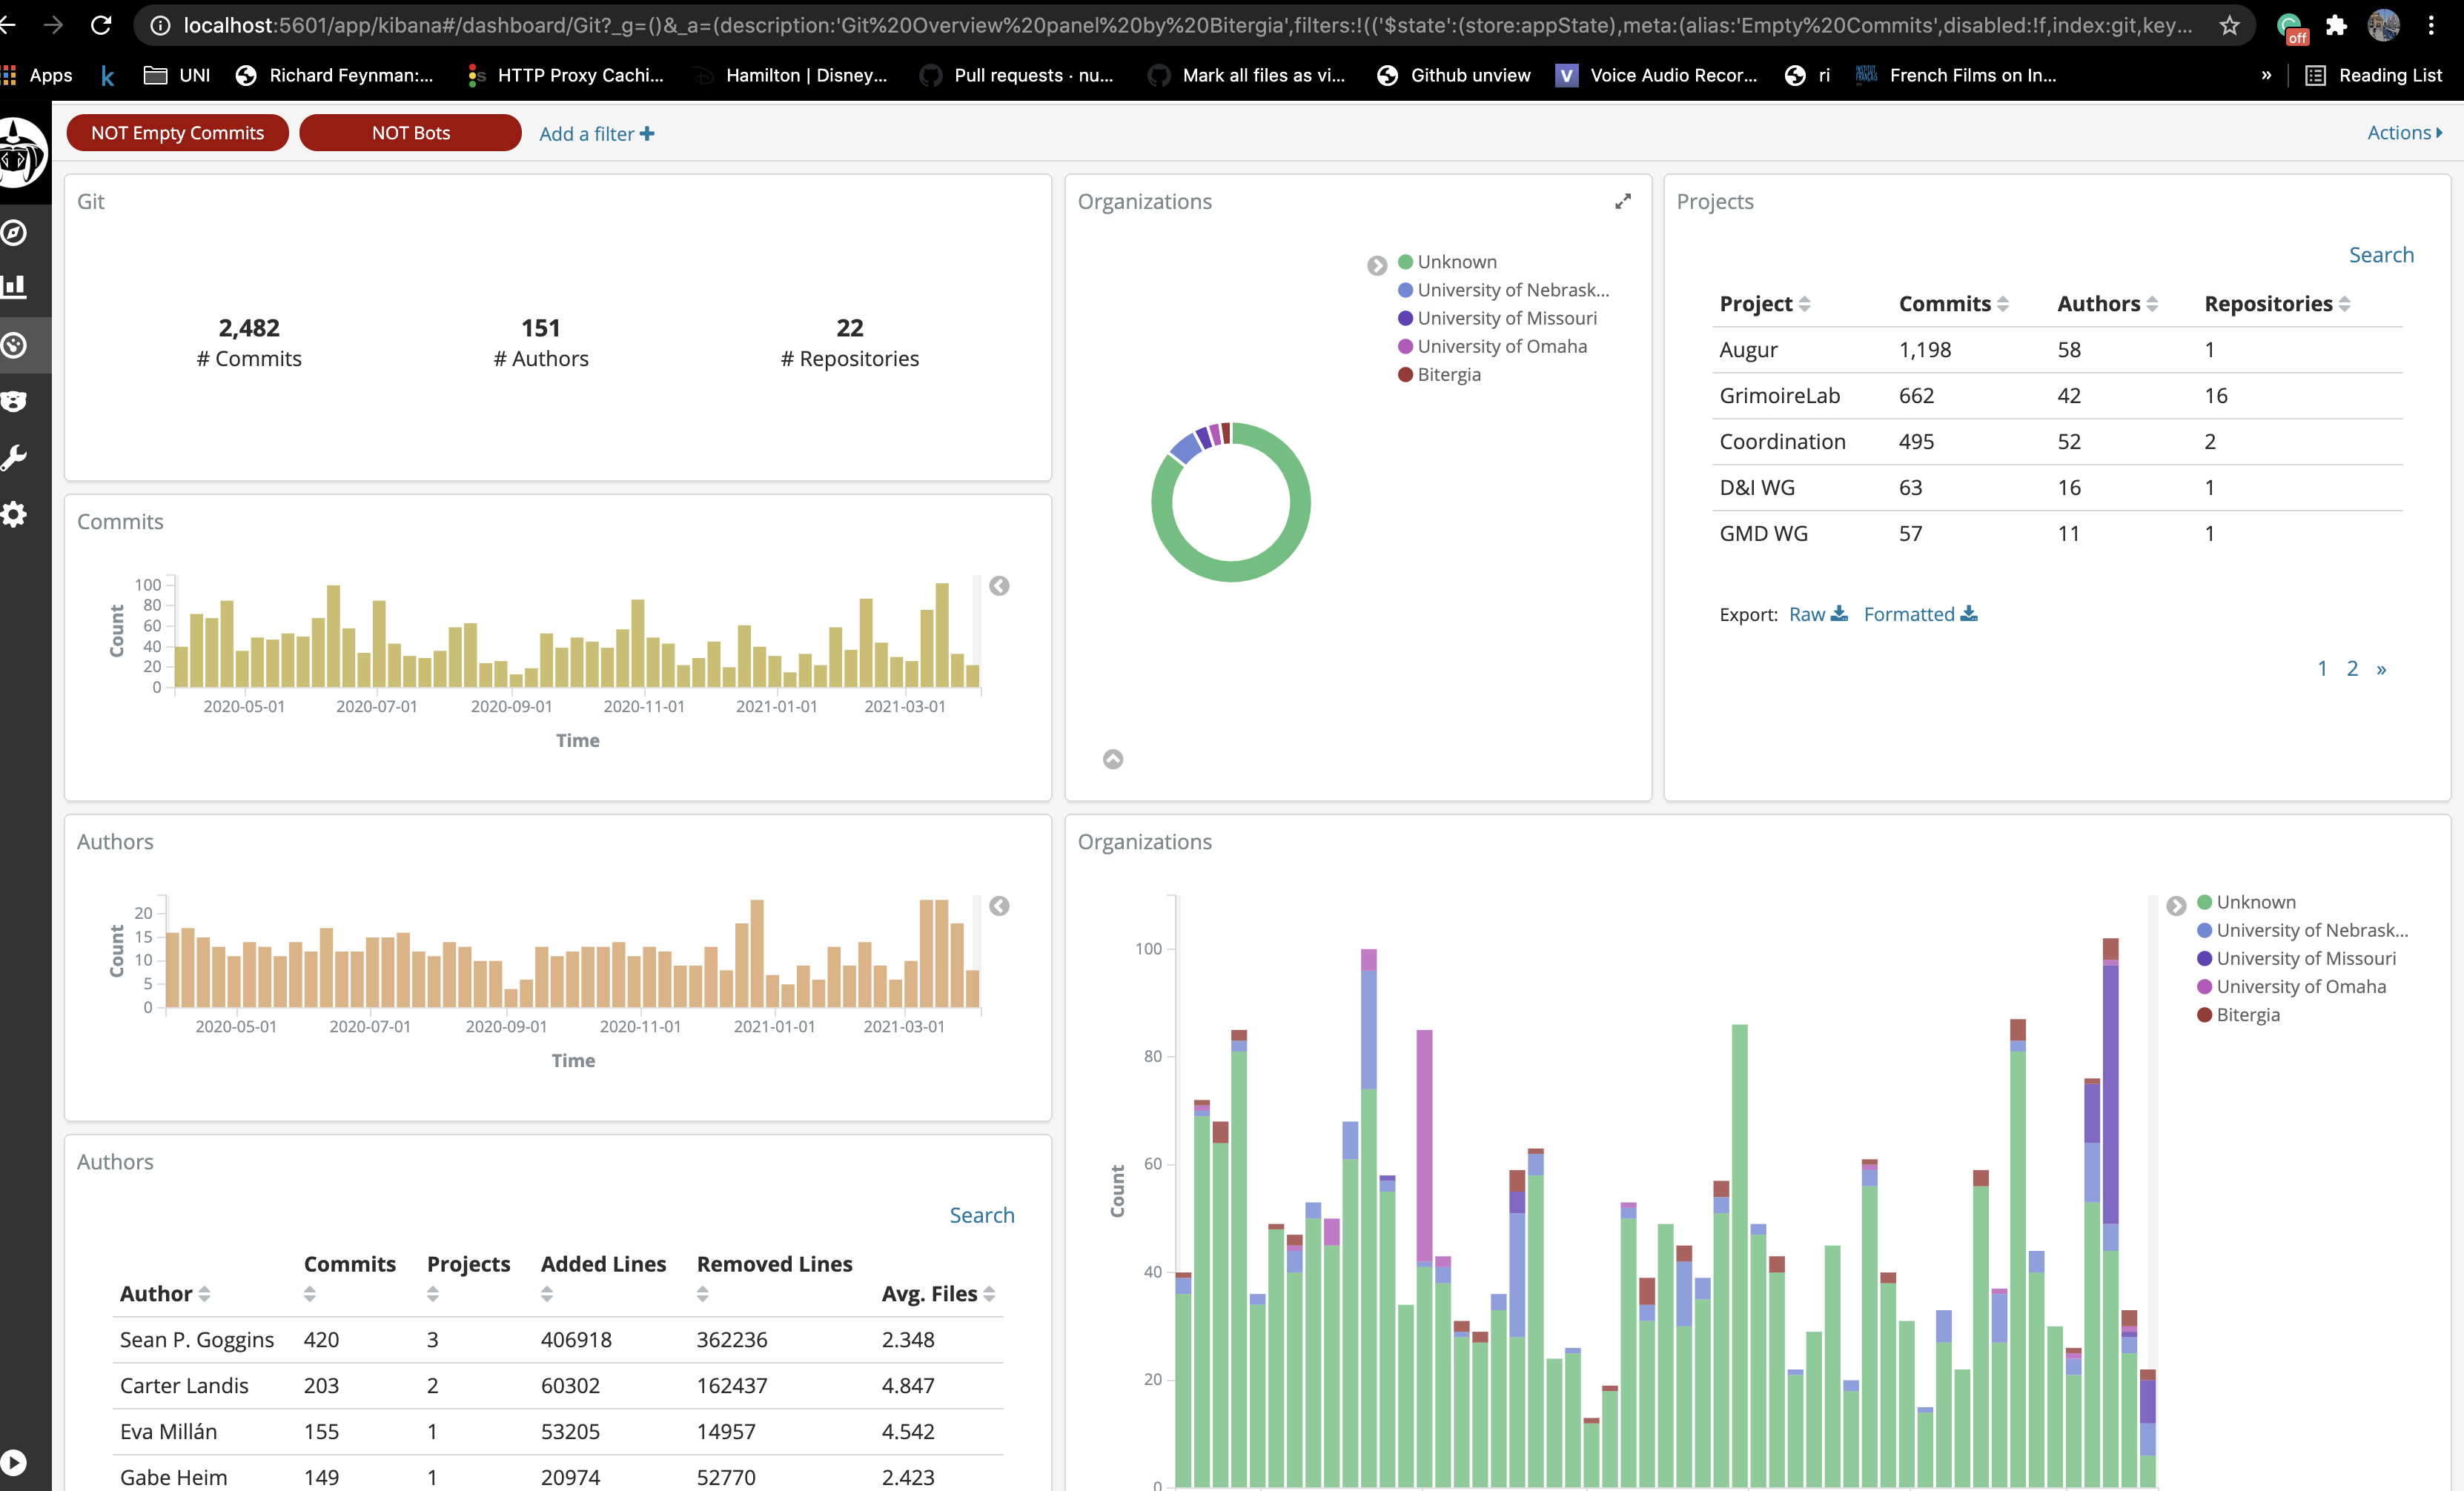 localhost:5601/app/kibana#/dashboard/Git?_g=()&_a=(description:'Git%20Overview%20panel%20by%20Bitergia',filters:!(('$state':(store:appState),meta:(alias:'Empty%20Commits',disabled:!f,index:git,key...
off
Apps
k
UNI
Richard Feynman:...
HTTP Proxy Cachi...
Hamilton | Disney...
Pull requests · nu...
Mark all files as vi...
Github unview
V
Voice Audio Recor...
ri
French Films on In...
»
Reading List
NOT Empty Commits
NOT Bots
Add a filter
Actions
Git
2,482
# Commits
151
# Authors
22
# Repositories
Organizations
Unknown
University of Nebrask...
University of Missouri
University of Omaha
Bitergia
Projects
Search
Project Commits Authors Repositories
Augur 1,198 58 1
GrimoireLab 662 42 16
Coordination 495 52 2
D&I WG 63 16 1
GMD WG 57 11 1
Export: Raw Formatted
1 2 »
Commits
Count
100
80
60
40
20
0
2020-05-01 2020-07-01 2020-09-01 2020-11-01 2021-01-01 2021-03-01
Time
Authors
Count
20
15
10
5
0
2020-05-01 2020-07-01 2020-09-01 2020-11-01 2021-01-01 2021-03-01
Time
Organizations
Count
100
80
60
40
20
0
Unknown
University of Nebrask...
University of Missouri
University of Omaha
Bitergia
Authors
Search
Author Commits Projects Added Lines Removed Lines Avg. Files
Sean P. Goggins 420 3 406918 362236 2.348
Carter Landis 203 2 60302 162437 4.847
Eva Millán 155 1 53205 14957 4.542
Gabe Heim 149 1 20974 52770 2.423